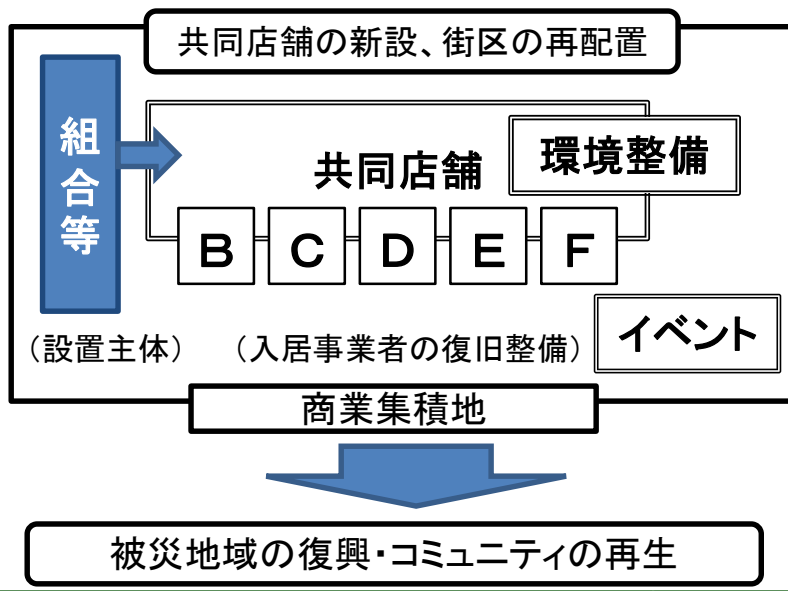 共同店舗の新設、街区の再配置
組合等
共同店舗
環境整備
B C D E F
（設置主体）
（入居事業者の復旧整備）
イベント
商業集積地
被災地域の復興・コミュニティの再生